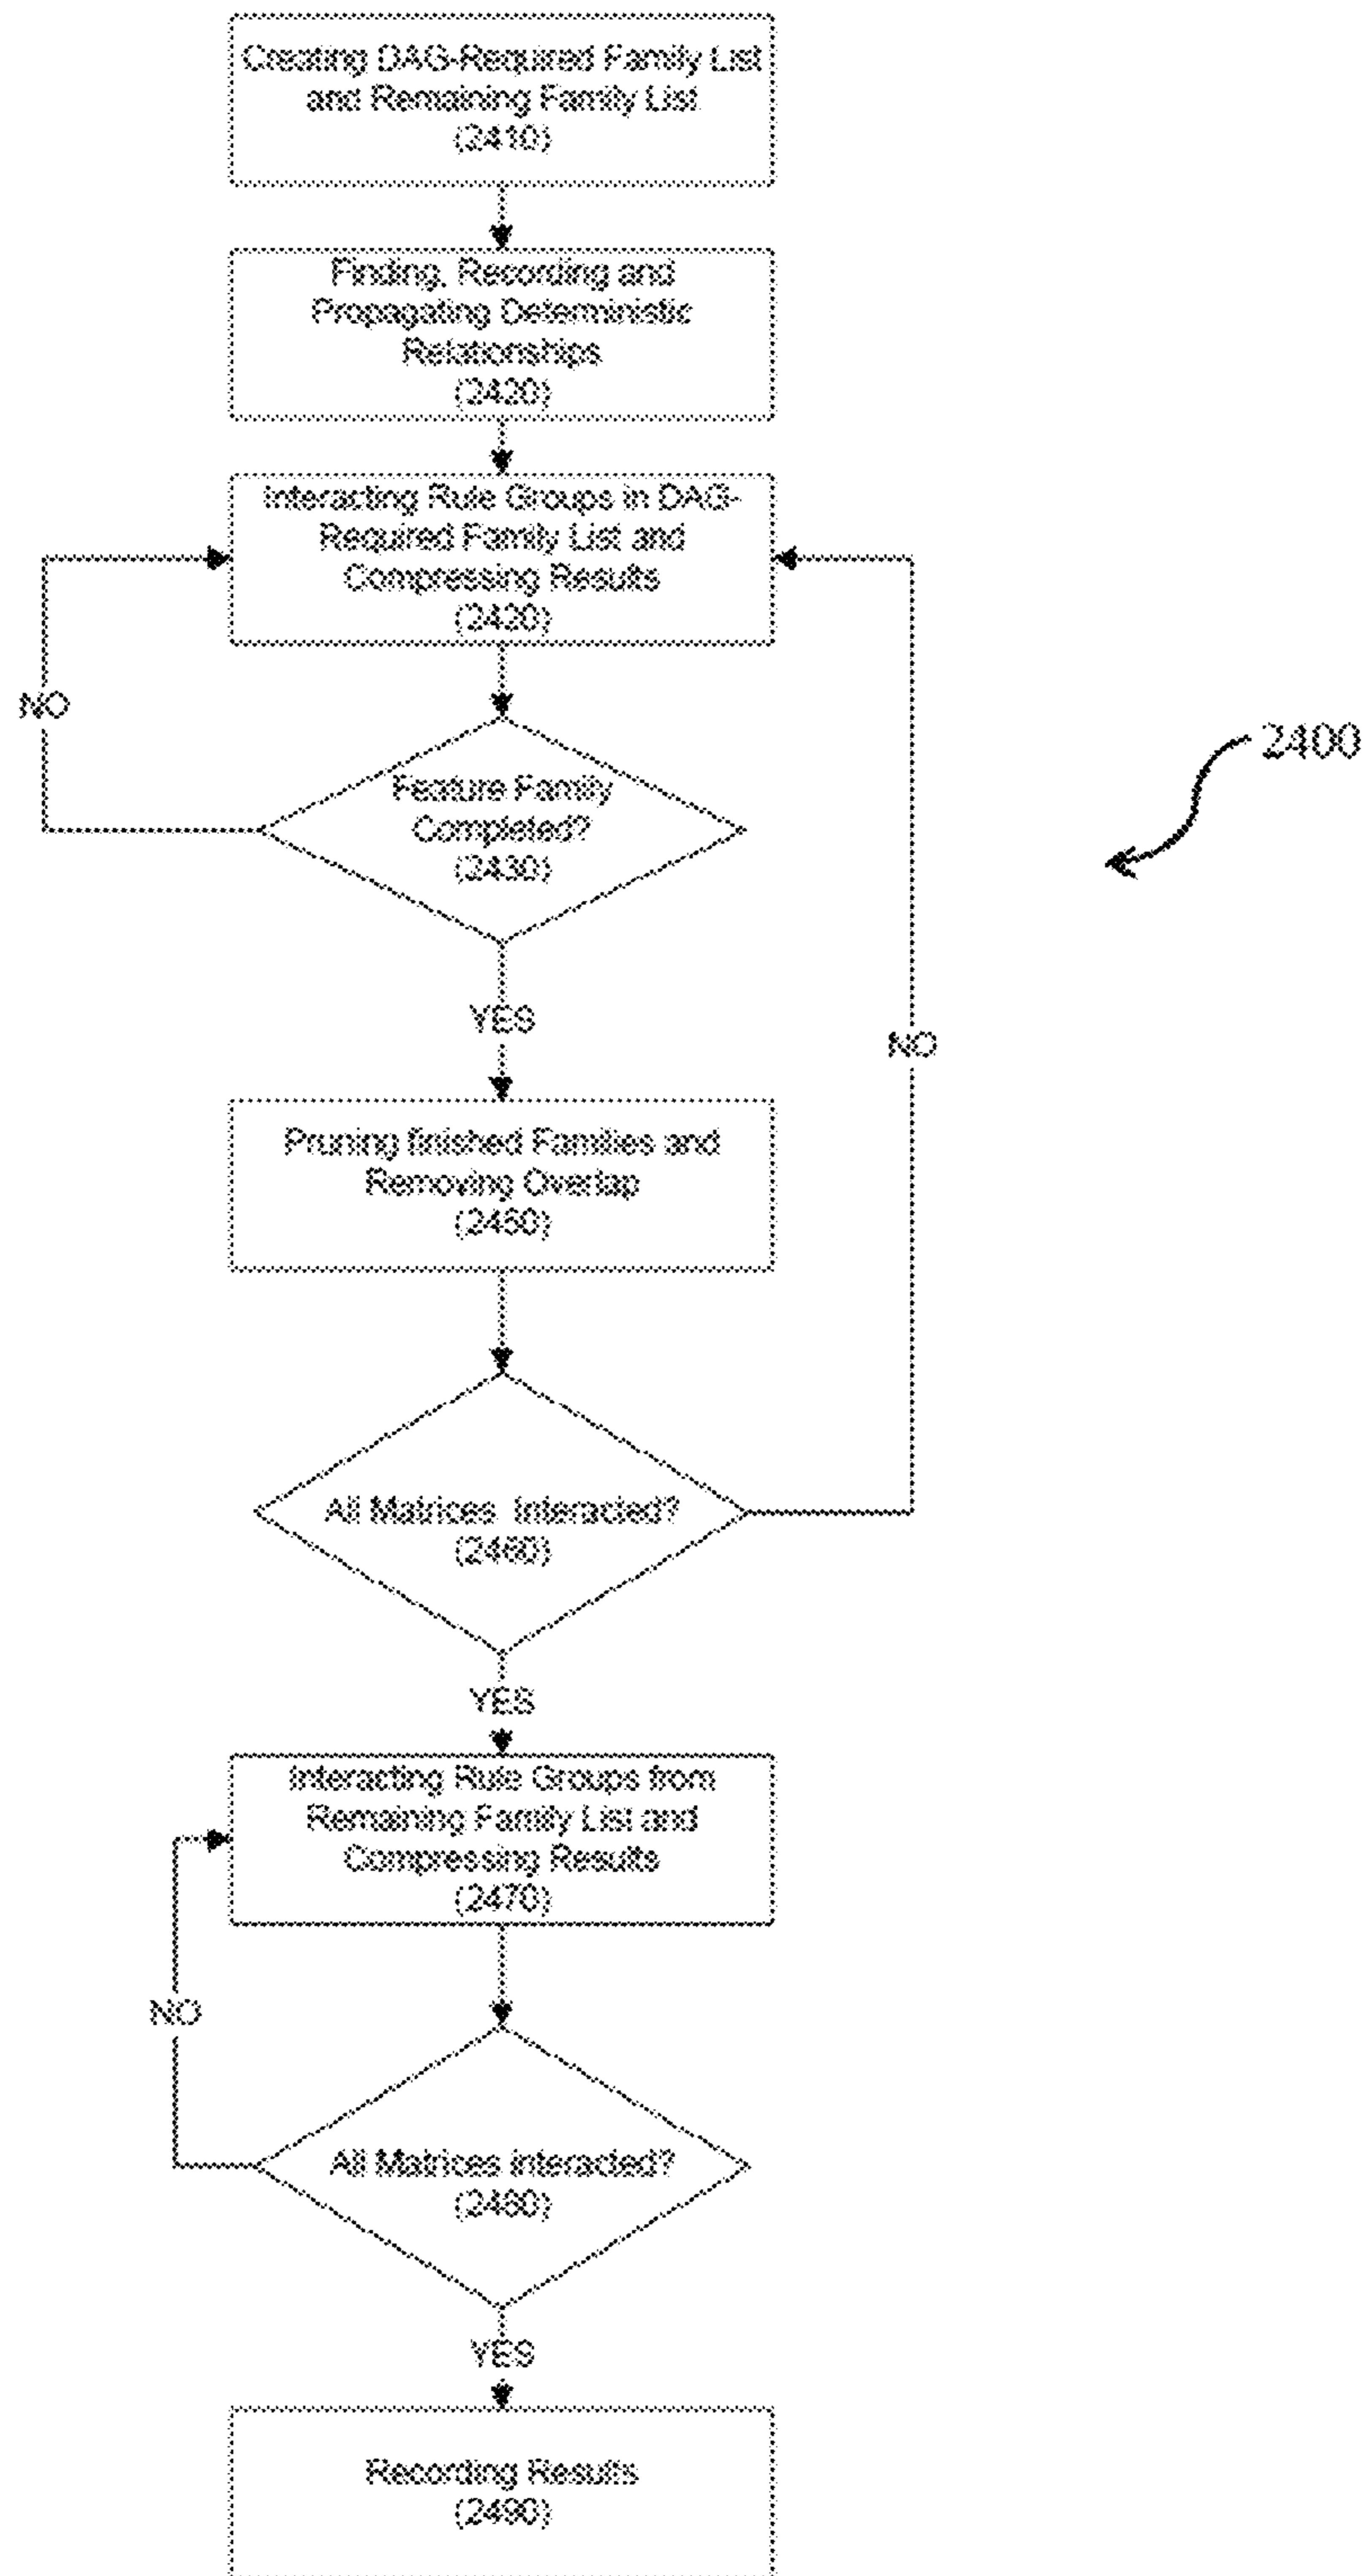 Creating DAG-Required Family List
and Remaining Family List
(2410)
Finding, Recording and
Propagating Deterministic
Relationships
(2420)
Interacting Rule Groups in DAG-
Required Family List and
Compressing Results
(2420)
NO
2400
Feature Family
Completed?
(2430)
YES
NO
Pruning finished Families and
Removing Overlap
(2450)
All Matrices Interacted?
(2460)
YES
Interacting Rule Groups from
Remaining Family List and
Compressing Results
(2470)
NO
All Matrices interacted?
(2480)
YES
Recording Results
(2490)